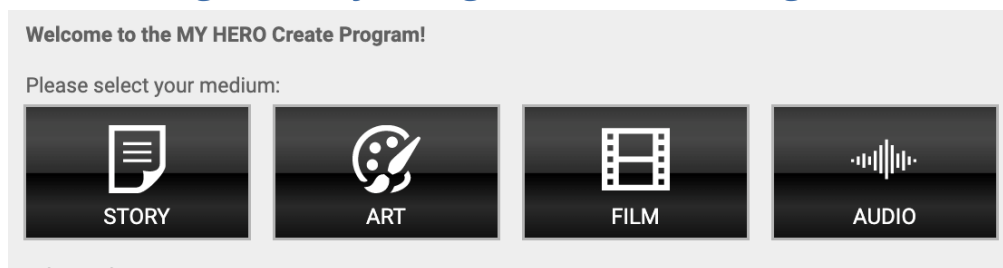 Welcome to the MY HERO Create Program!
Please select your medium:
STORY ART FILM AUDIO